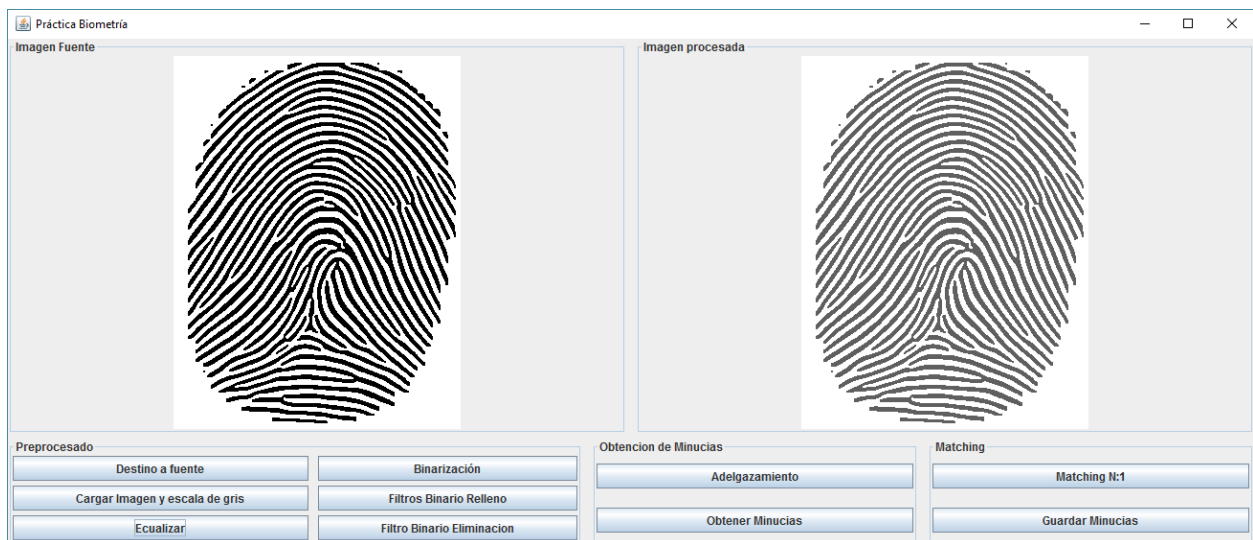 Práctica Biometría
Imagen Fuente
Imagen procesada
Preprocesado
Destino a fuente
Binarización
Cargar Imagen y escala de gris
Filtros Binario Relleno
Ecualizar
Filtro Binario Eliminacion
Obtencion de Minucias
Adelgazamiento
Obtener Minucias
Matching
Matching N:1
Guardar Minucias